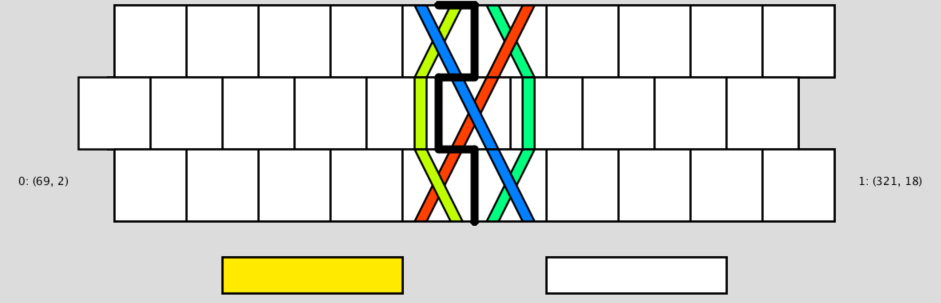 0: (69, 2)
1: (321, 18)